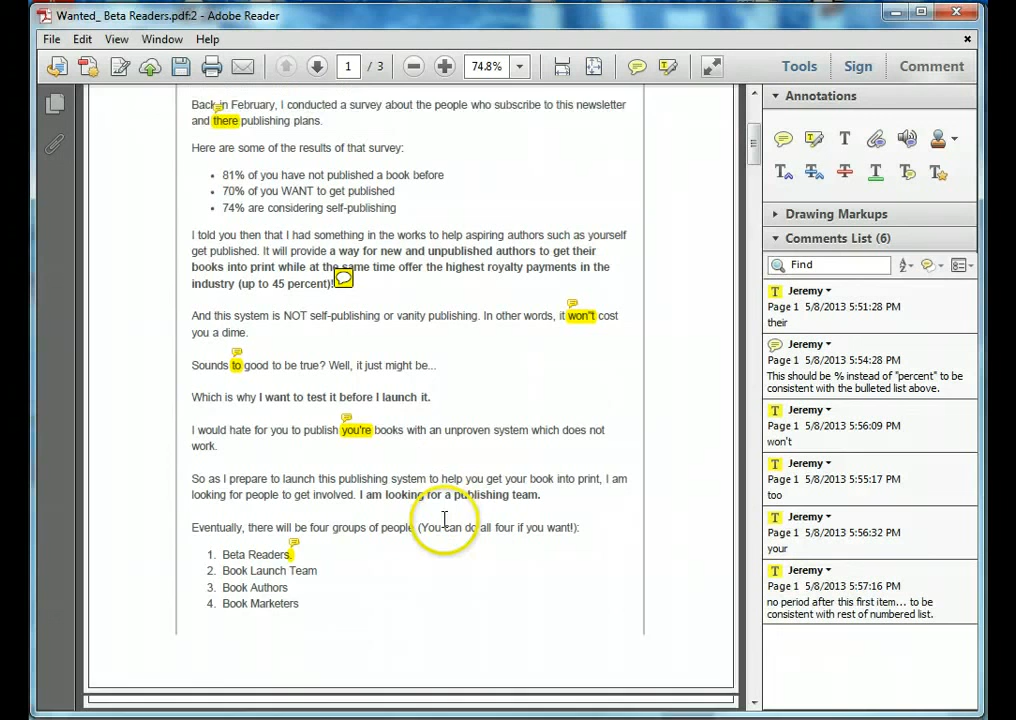 Wanted_ Beta Readers.pdf:2 - Adobe Reader
File Edit View Window Help
1 / 3 74.8% Tools Sign Comment
Back in February, I conducted a survey about the people who subscribe to this newsletter
and there publishing plans.
Here are some of the results of that survey:
• 81% of you have not published a book before
• 70% of you WANT to get published
• 74% are considering self-publishing
I told you then that I had something in the works to help aspiring authors such as yourself
get published. It will provide a way for new and unpublished authors to get their
books into print while at the same time offer the highest royalty payments in the
industry (up to 45 percent)!
And this system is NOT self-publishing or vanity publishing. In other words, it won"t cost
you a dime.
Sounds to good to be true? Well, it just might be...
Which is why I want to test it before I launch it.
I would hate for you to publish you're books with an unproven system which does not
work.
So as I prepare to launch this publishing system to help you get your book into print, I am
looking for people to get involved. I am looking for a publishing team.
Eventually, there will be four groups of people (You can do all four if you want!):
1. Beta Readers.
2. Book Launch Team
3. Book Authors
4. Book Marketers
Annotations
Drawing Markups
Comments List (6)
Find
Jeremy
Page 1 5/8/2013 5:51:28 PM
their
Jeremy
Page 1 5/8/2013 5:54:28 PM
This should be % instead of "percent" to be
consistent with the bulleted list above.
Jeremy
Page 1 5/8/2013 5:56:09 PM
won't
Jeremy
Page 1 5/8/2013 5:55:17 PM
too
Jeremy
Page 1 5/8/2013 5:56:32 PM
your
Jeremy
Page 1 5/8/2013 5:57:16 PM
no period after this first item... to be
consistent with rest of numbered list.